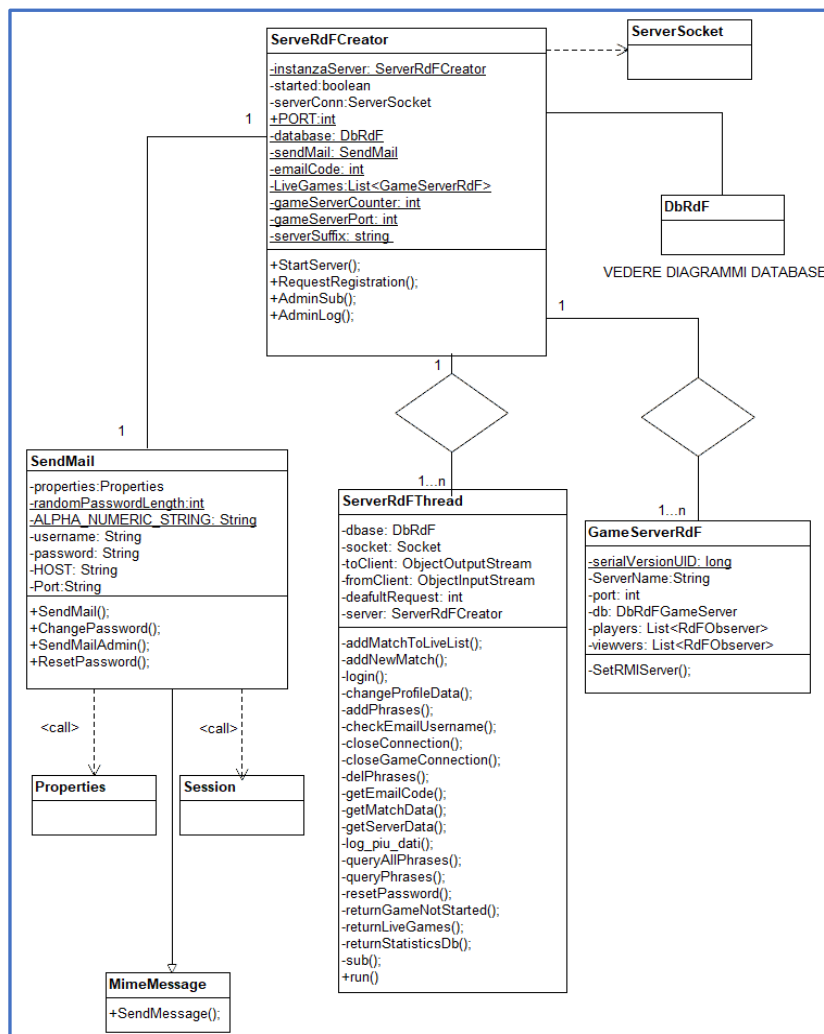 ServeRdFCreator
-instanzaServer: ServerRdFCreator
-started:boolean
-serverConn:ServerSocket
+PORT:int
-database: DbRdF
-sendMail: SendMail
-emailCode: int
-LiveGames:List<GameServerRdF>
-gameServerCounter: int
-gameServerPort: int
-serverSuffix: string
+StartServer();
+RequestRegistration();
+AdminSub();
+AdminLog();
ServerSocket
DbRdF
VEDERE DIAGRAMMI DATABASE
1
1
1
1
1...n
1...n
SendMail
-properties:Properties
-randomPasswordLength:int
-ALPHA_NUMERIC_STRING: String
-username: String
-password: String
-HOST: String
-Port:String
+SendMail();
+ChangePassword();
+SendMailAdmin();
+ResetPassword();
ServerRdFThread
-dbase: DbRdF
-socket: Socket
-toClient: ObjectOutputStream
-fromClient: ObjectInputStream
-deafultRequest: int
-server: ServerRdFCreator
-addMatchToLiveList();
-addNewMatch();
-login();
-changeProfileData();
-addPhrases();
-checkEmailUsername();
-closeConnection();
-closeGameConnection();
-delPhrases();
-getEmailCode();
-getMatchData();
-getServerData();
-log_piu_dati();
-queryAllPhrases();
-queryPhrases();
-resetPassword();
-returnGameNotStarted();
-returnLiveGames();
-returnStatisticsDb();
-sub();
+run()
GameServerRdF
-serialVersionUID: long
-ServerName:String
-port: int
-db: DbRdFGameServer
-players: List<RdFObserver>
-viewvers: List<RdFObserver>
-SetRMIServer();
<call>
<call>
Properties
Session
MimeMessage
+SendMessage();